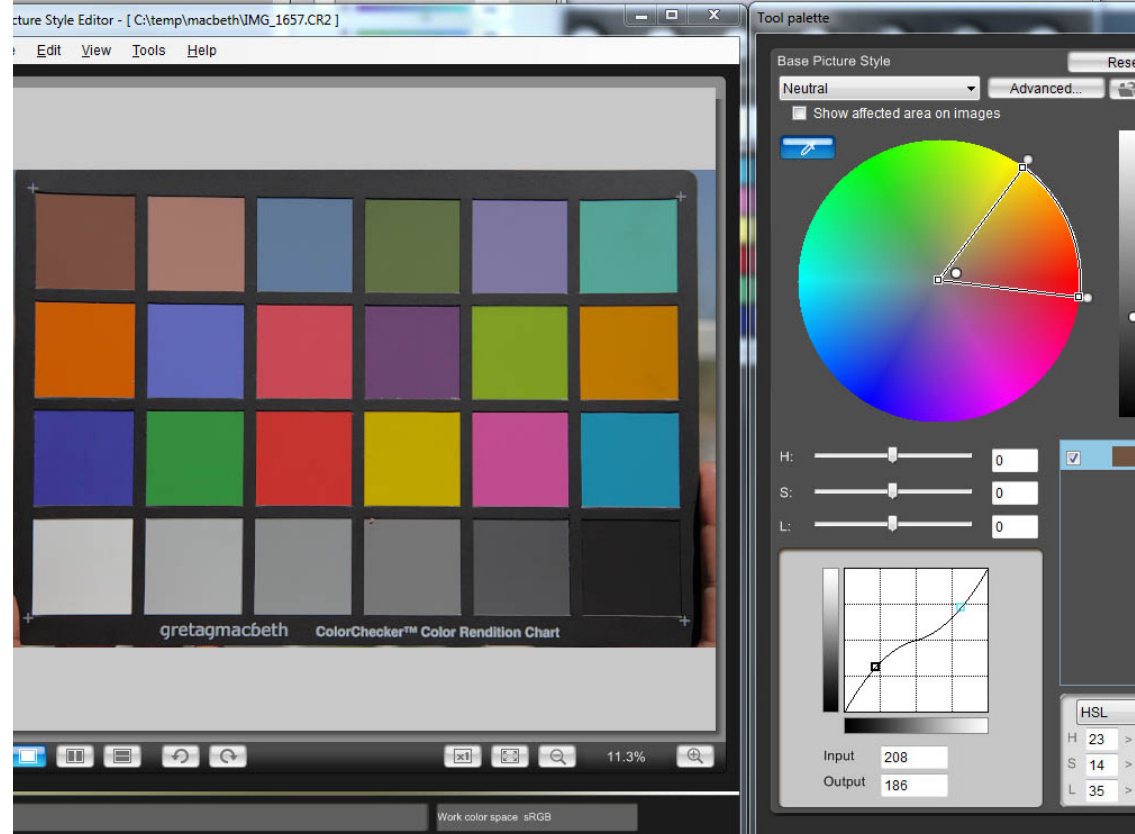 cture Style Editor - [ C:\temp\macbeth\IMG_1657.CR2 ]
Edit View Tools Help
gretagmacbeth ColorChecker™ Color Rendition Chart
x1
11.3%
Work color space sRGB
Tool palette
Base Picture Style
Rese
Neutral
Advanced...
Show affected area on images
H: 0
S: 0
L: 0
Input 208
Output 186
HSL
H 23 >
S 14 >
L 35 >